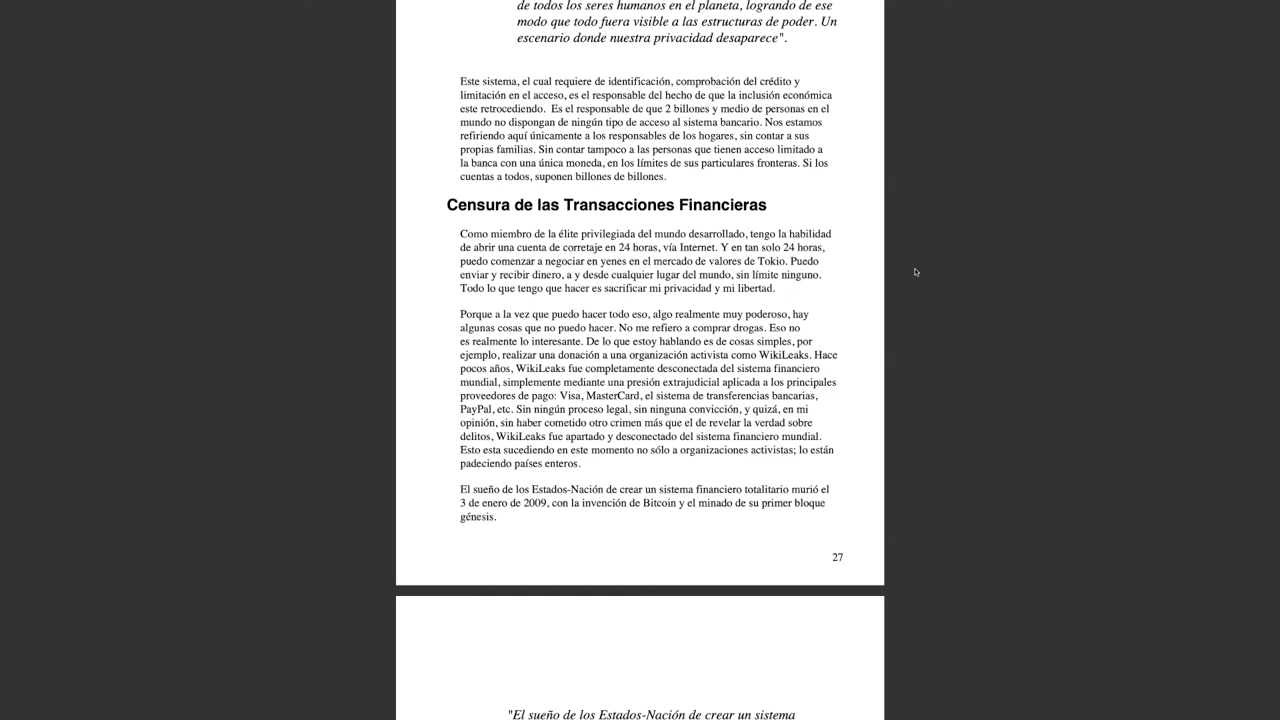 de todos los seres humanos en el planeta, logrando de ese
modo que todo fuera visible a las estructuras de poder. Un
escenario donde nuestra privacidad desaparece".
Este sistema, el cual requiere de identificación, comprobación del crédito y
limitación en el acceso, es el responsable del hecho de que la inclusión económica
este retrocediendo.  Es el responsable de que 2 billones y medio de personas en el
mundo no dispongan de ningún tipo de acceso al sistema bancario. Nos estamos
refiriendo aquí únicamente a los responsables de los hogares, sin contar a sus
propias familias. Sin contar tampoco a las personas que tienen acceso limitado a
la banca con una única moneda, en los límites de sus particulares fronteras. Si los
cuentas a todos, suponen billones de billones.
Censura de las Transacciones Financieras
Como miembro de la élite privilegiada del mundo desarrollado, tengo la habilidad
de abrir una cuenta de corretaje en 24 horas, vía Internet. Y en tan solo 24 horas,
puedo comenzar a negociar en yenes en el mercado de valores de Tokio. Puedo
enviar y recibir dinero, a y desde cualquier lugar del mundo, sin límite ninguno.
Todo lo que tengo que hacer es sacrificar mi privacidad y mi libertad.
Porque a la vez que puedo hacer todo eso, algo realmente muy poderoso, hay
algunas cosas que no puedo hacer. No me refiero a comprar drogas. Eso no
es realmente lo interesante. De lo que estoy hablando es de cosas simples, por
ejemplo, realizar una donación a una organización activista como WikiLeaks. Hace
pocos años, WikiLeaks fue completamente desconectada del sistema financiero
mundial, simplemente mediante una presión extrajudicial aplicada a los principales
proveedores de pago: Visa, MasterCard, el sistema de transferencias bancarias,
PayPal, etc. Sin ningún proceso legal, sin ninguna convicción, y quizá, en mi
opinión, sin haber cometido otro crimen más que el de revelar la verdad sobre
delitos, WikiLeaks fue apartado y desconectado del sistema financiero mundial.
Esto esta sucediendo en este momento no sólo a organizaciones activistas; lo están
padeciendo países enteros.
El sueño de los Estados-Nación de crear un sistema financiero totalitario murió el
3 de enero de 2009, con la invención de Bitcoin y el minado de su primer bloque
génesis.
27
"El sueño de los Estados-Nación de crear un sistema